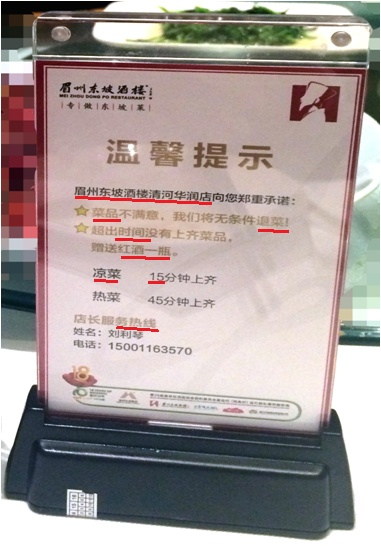 眉州东坡酒楼
MEI ZHOU DONG PO RESTAURANT
专做东坡菜
温馨提示
眉州东坡酒楼清河华润店向您郑重承诺：
菜品不满意，我们将无条件退菜！
超出时间没有上齐菜品，
赠送红酒一瓶。
凉菜 15分钟上齐
热菜 45分钟上齐
店长服务热线
姓名：刘利琴
电话：15001163570